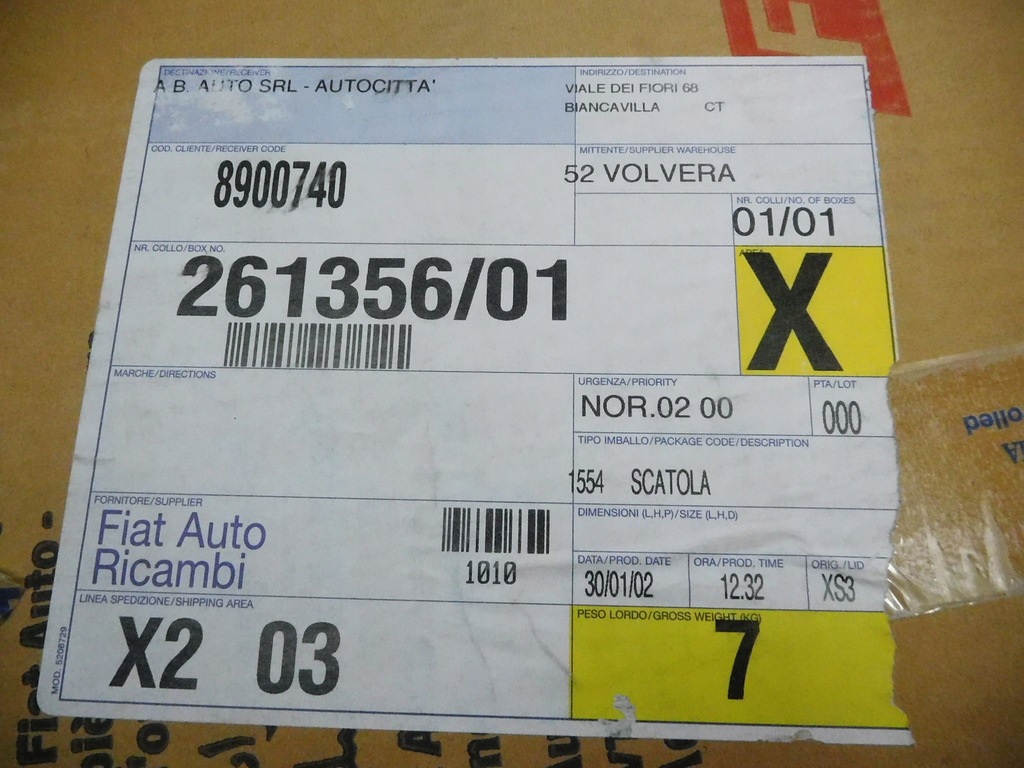 DESTINAZIONE/RECEIVER
A.B. AUTO SRL - AUTOCITTA'
INDIRIZZO/DESTINATION
VIALE DEI FIORI 68
BIANCAVILLA CT
COD. CLIENTE/RECEIVER CODE
8900740
MITTENTE/SUPPLIER WAREHOUSE
52 VOLVERA
NR. COLLI/NO. OF BOXES
01/01
NR. COLLO/BOX NO.
261356/01
AREA
X
MARCHE/DIRECTIONS
URGENZA/PRIORITY
NOR.02 00
PTA/LOT
000
TIPO IMBALLO/PACKAGE CODE/DESCRIPTION
1554 SCATOLA
FORNITORE/SUPPLIER
Fiat Auto
Ricambi
1010
DIMENSIONI (L,H,P)/SIZE (L,H,D)
DATA/PROD. DATE
30/01/02
ORA/PROD. TIME
12.32
ORIG./LID
XS3
LINEA SPEDIZIONE/SHIPPING AREA
X2 03
PESO LORDO/GROSS WEIGHT (KG)
7
MOD. 5206729
Fiat Auto -
olled